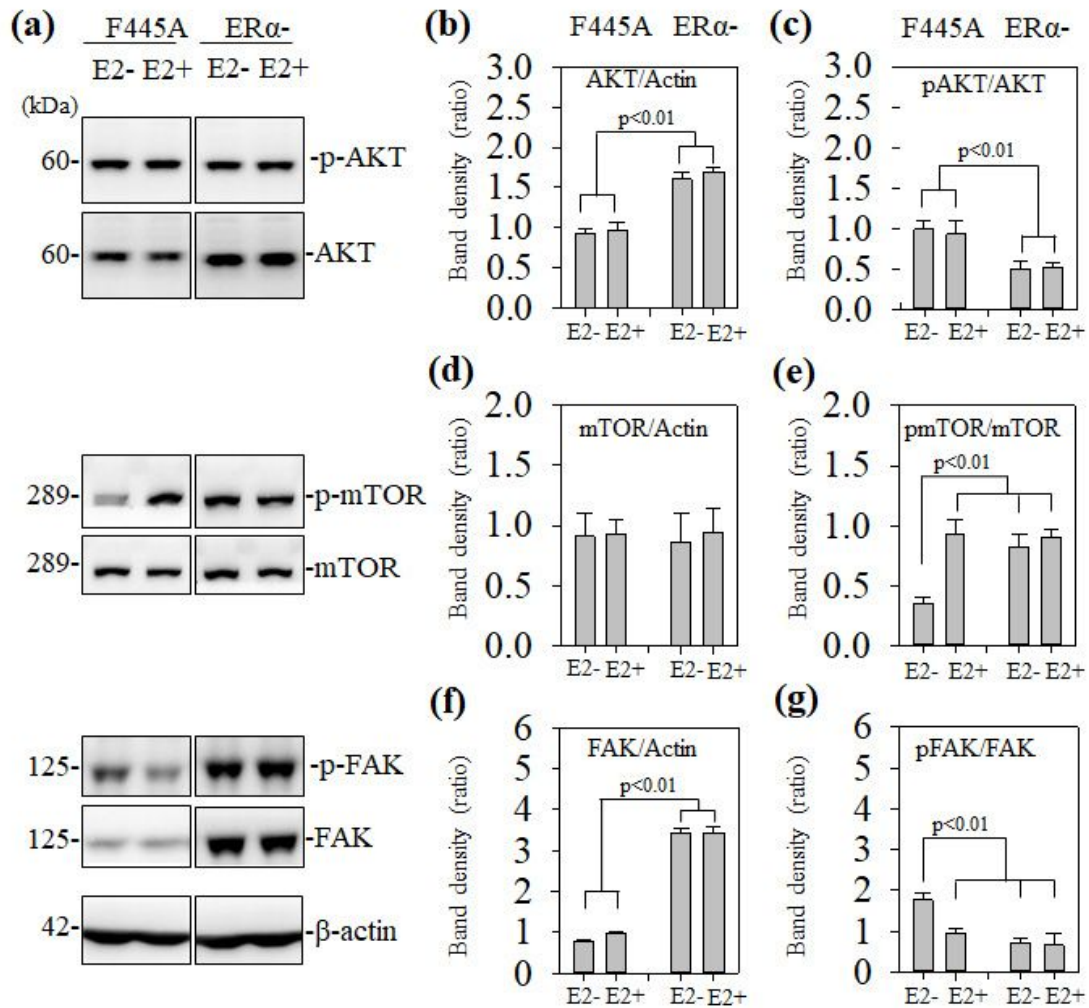 (a)
F445A ERα-
E2- E2+ E2- E2+
(kDa)
60- -p-AKT
60- -AKT
289- -p-mTOR
289- -mTOR
125- -p-FAK
125- -FAK
42- -β-actin
(b) F445A ERα-
AKT/Actin
p<0.01
Band density (ratio)
3.0
2.5
2.0
1.5
1.0
0.5
0.0
E2- E2+ E2- E2+
(c) F445A ERα-
pAKT/AKT
p<0.01
Band density (ratio)
3.0
2.5
2.0
1.5
1.0
0.5
0.0
E2- E2+ E2- E2+
(d)
mTOR/Actin
Band density (ratio)
2.0
1.5
1.0
0.5
0.0
E2- E2+ E2- E2+
(e)
pmTOR/mTOR
p<0.01
Band density (ratio)
2.0
1.5
1.0
0.5
0.0
E2- E2+ E2- E2+
(f)
FAK/Actin
p<0.01
Band density (ratio)
6
5
4
3
2
1
0
E2- E2+ E2- E2+
(g)
pFAK/FAK
p<0.01
Band density (ratio)
6
5
4
3
2
1
0
E2- E2+ E2- E2+